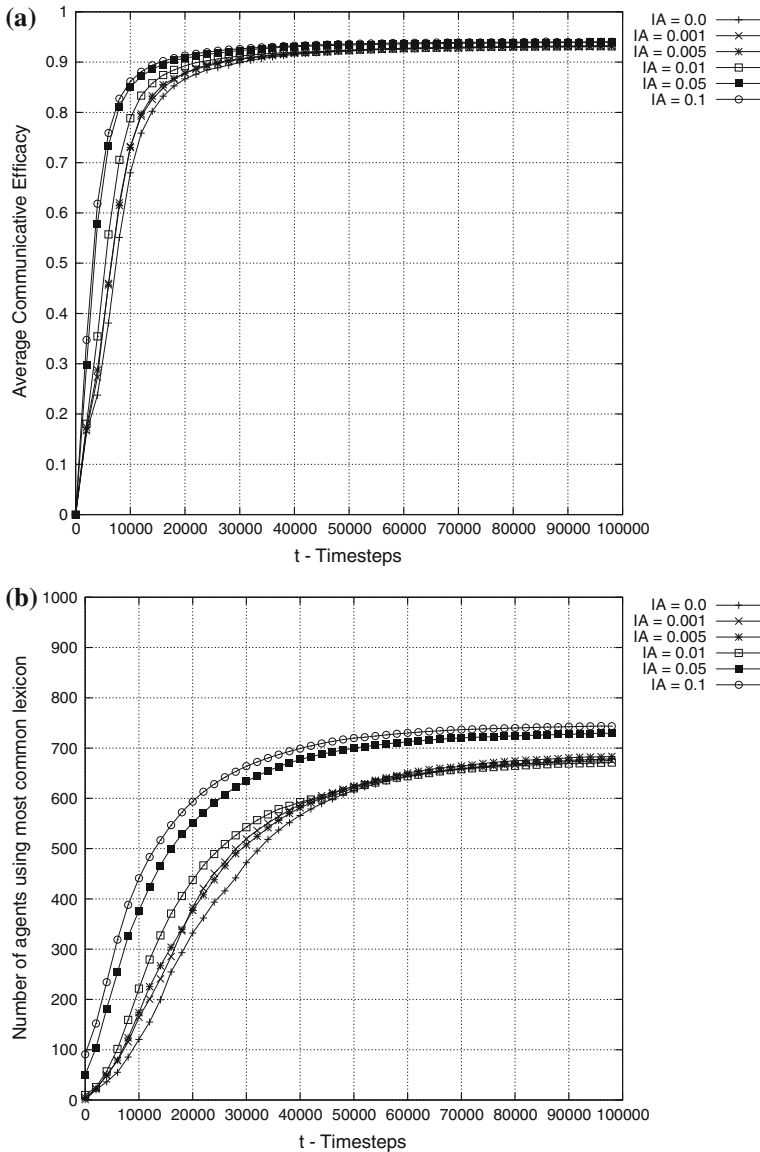 (a)
1
0.9
0.8
0.7
0.6
0.5
0.4
0.3
0.2
0.1
0
Average Communicative Efficacy
0 10000 20000 30000 40000 50000 60000 70000 80000 90000 100000
t - Timesteps
IA = 0.0
IA = 0.001
IA = 0.005
IA = 0.01
IA = 0.05
IA = 0.1
(b)
1000
900
800
700
600
500
400
300
200
100
0
Number of agents using most common lexicon
0 10000 20000 30000 40000 50000 60000 70000 80000 90000 100000
t - Timesteps
IA = 0.0
IA = 0.001
IA = 0.005
IA = 0.01
IA = 0.05
IA = 0.1